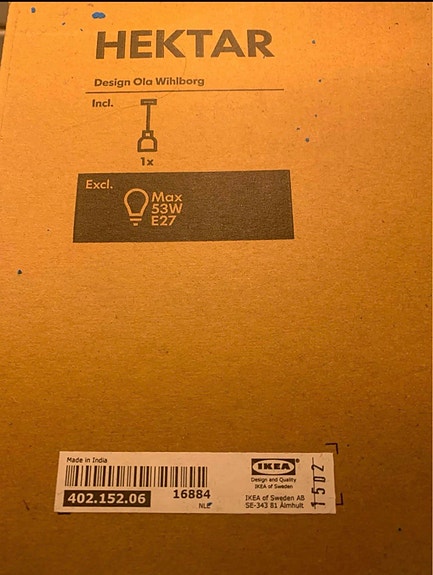 HEKTAR
Design Ola Wihlborg
Incl.
1x
Excl.
Max
53W
E27
Made in India
402.152.06
16884
NLE
IKEA
Design and Quality
IKEA of Sweden
IKEA of Sweden AB
SE-343 81 Älmhult
1502